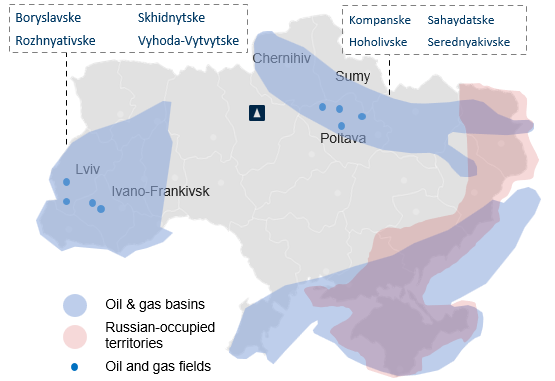 Boryslavske Skhidnytske
Rozhnyativske Vyhoda-Vytvytske
Kompanske Sahaydatske
Hoholivske Serednyakivske
Chernihiv
Sumy
Poltava
Lviv
Ivano-Frankivsk
Oil & gas basins
Russian-occupied
territories
Oil and gas fields